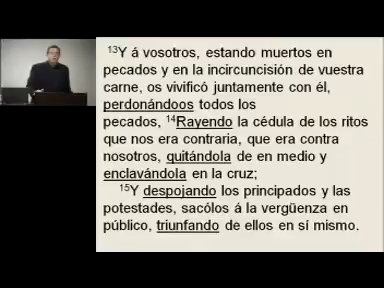 ¹³Y á vosotros, estando muertos en
pecados y en la incircuncisión de vuestra
carne, os vivificó juntamente con él,
perdonándoos todos los
pecados, ¹⁴Rayendo la cédula de los ritos
que nos era contraria, que era contra
nosotros, quitándola de en medio y
enclavándola en la cruz;
¹⁵Y despojando los principados y las
potestades, sacólos á la vergüenza en
público, triunfando de ellos en sí mismo.